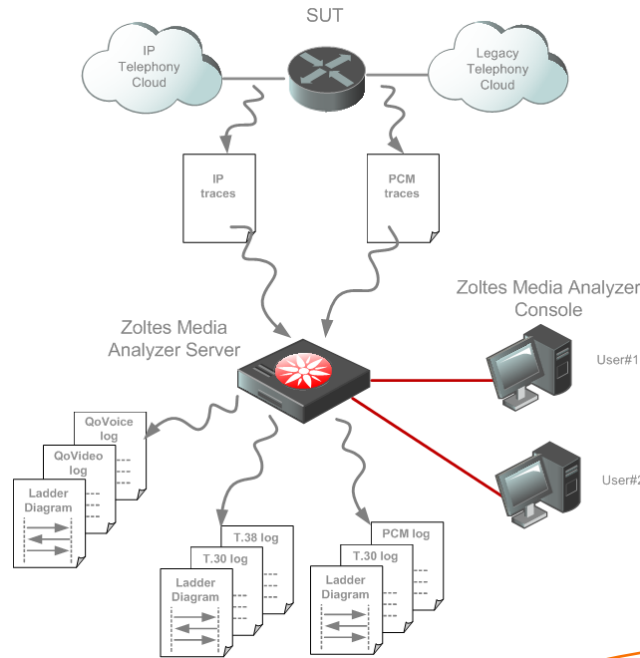 SUT
IP
Telephony
Cloud
Legacy
Telephony
Cloud
IP
traces
PCM
traces
Zoltes Media
Analyzer Server
Zoltes Media Analyzer
Console
User#1
User#2
QoVoice
log
QoVideo
log
Ladder
Diagram
T.38 log
T.30 log
Ladder
Diagram
PCM log
T.30 log
Ladder
Diagram